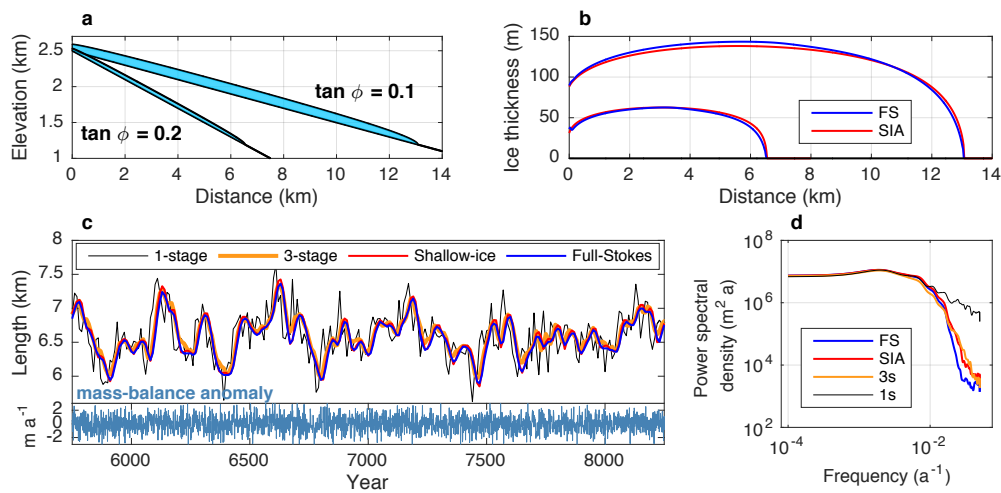 a
Elevation (km)
2.5
2
1.5
1
tan ϕ = 0.1
tan ϕ = 0.2
0 2 4 6 8 10 12 14
Distance (km)
b
Ice thickness (m)
150
100
50
0
FS
SIA
0 2 4 6 8 10 12 14
Distance (km)
c
Length (km)
8
7.5
7
6.5
6
1-stage 3-stage Shallow-ice Full-Stokes
mass-balance anomaly
m a⁻¹
2
0
-2
6000 6500 7000 7500 8000
Year
d
Power spectral
density (m² a)
10⁸
10⁶
10⁴
10²
FS
SIA
3s
1s
10⁻⁴ 10⁻²
Frequency (a⁻¹)